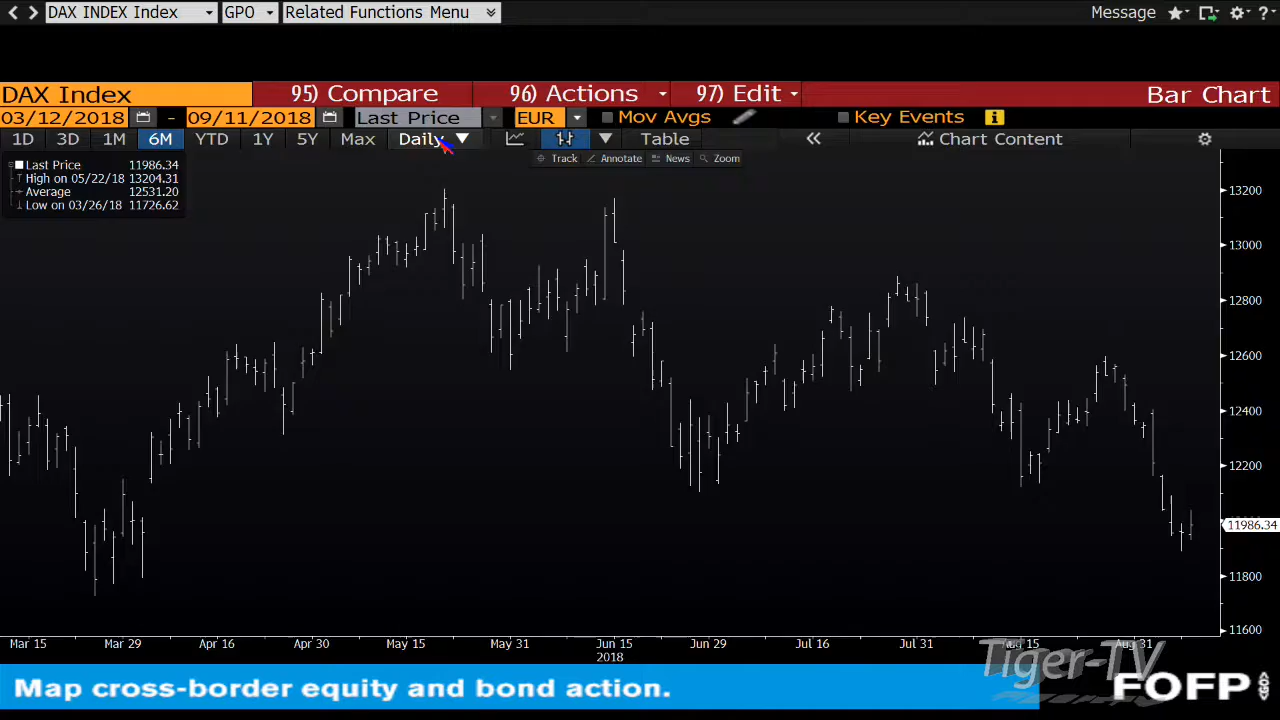 DAX INDEX Index GPO Related Functions Menu Message ?
DAX Index 95) Compare 96) Actions 97) Edit Bar Chart
03/12/2018 - 09/11/2018 Last Price EUR Mov Avgs Key Events
1D 3D 1M 6M YTD 1Y 5Y Max Daily Table « Chart Content
Track Annotate News Zoom
Last Price 11986.34
High on 05/22/18 13204.31
Average 12531.20
Low on 03/26/18 11726.62
13200
13000
12800
12600
12400
12200
11986.34
11800
11600
Mar 15 Mar 29 Apr 16 Apr 30 May 15 May 31 Jun 15 Jun 29 Jul 16 Jul 31 Aug 15 Aug 31
2018
Tiger-TV
Map cross-border equity and bond action.
FOFP
<GO>